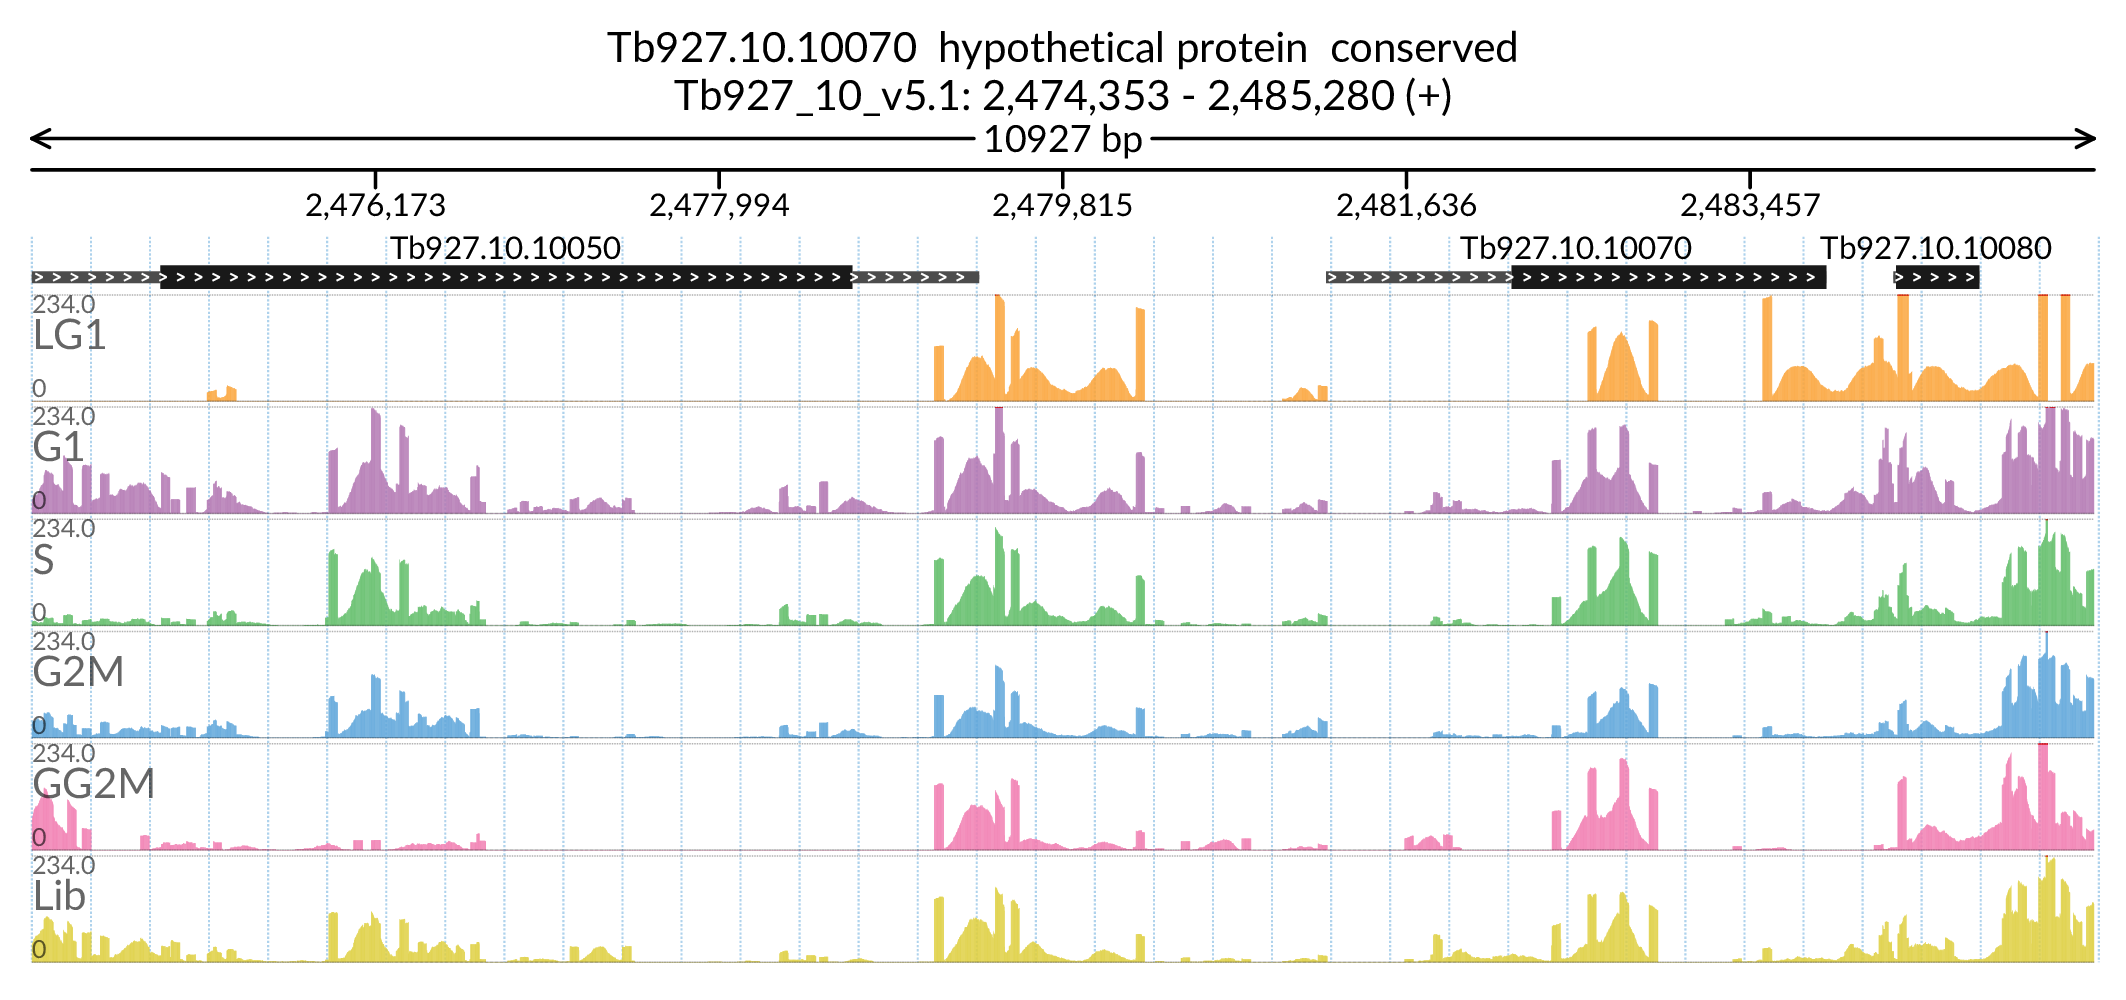 Tb927.10.10070 hypothetical protein conserved
Tb927_10_v5.1: 2,474,353 - 2,485,280 (+)
10927 bp
2,476,173 2,477,994 2,479,815 2,481,636 2,483,457
Tb927.10.10050 Tb927.10.10070 Tb927.10.10080
234.0
LG1
0
234.0
G1
0
234.0
S
0
234.0
G2M
0
234.0
GG2M
0
234.0
Lib
0